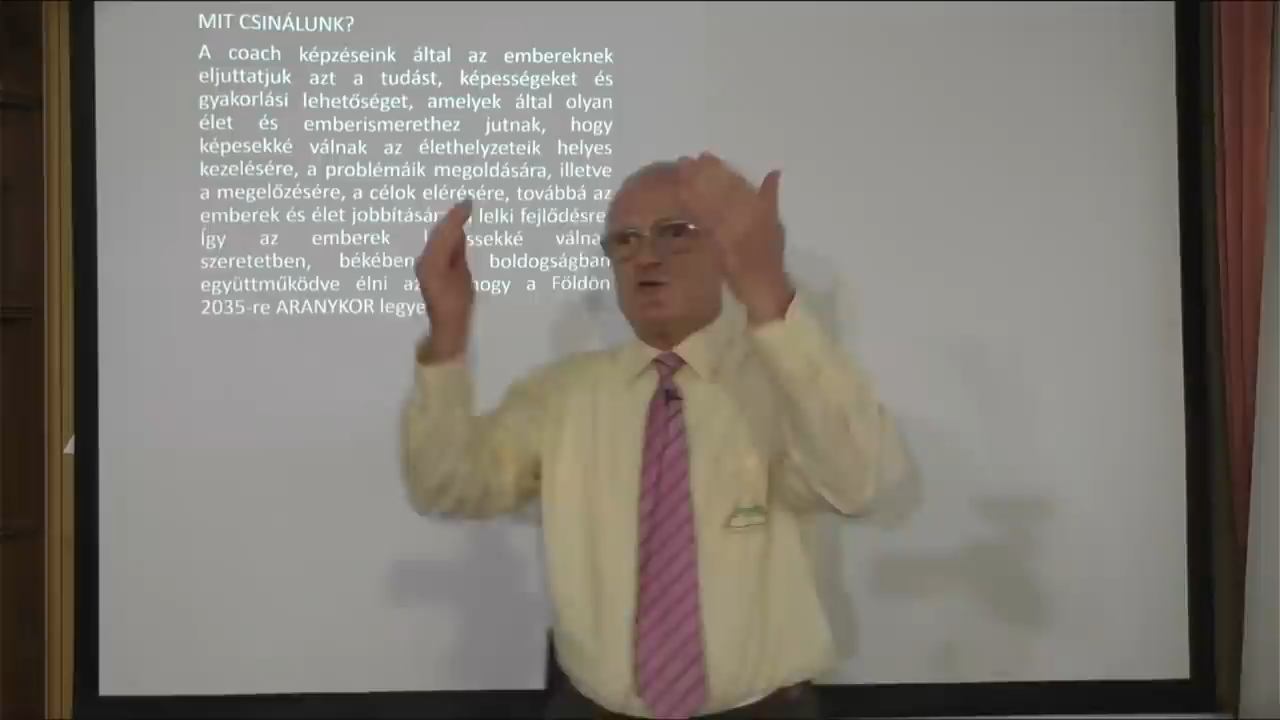 MIT CSINÁLUNK?
A coach képzéseink által az embereknek
eljuttatjuk azt a tudást, képességeket és
gyakorlási lehetőséget, amelyek által olyan
élet és emberismerethez jutnak, hogy
képesekké válnak az élethelyzeteik helyes
kezelésére, a problémáik megoldására, illetve
a megelőzésére, a célok elérésére, továbbá az
emberek és élet lelki fejlődésre
Így az emberek
szeretetben, békében boldogságban
együttműködve élni hogy a Földön
2035-re ARANYKOR